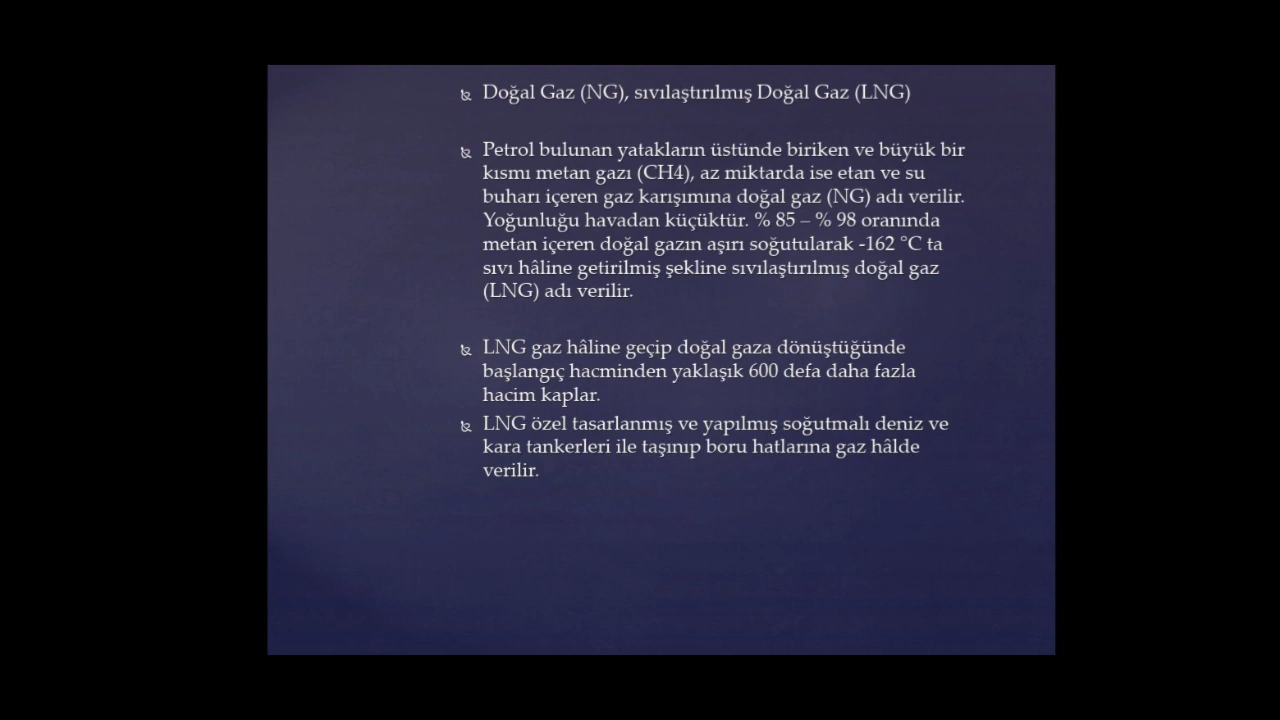 Doğal Gaz (NG), sıvılaştırılmış Doğal Gaz (LNG)
Petrol bulunan yatakların üstünde biriken ve büyük bir
kısmı metan gazı (CH4), az miktarda ise etan ve su
buharı içeren gaz karışımına doğal gaz (NG) adı verilir.
Yoğunluğu havadan küçüktür. % 85 – % 98 oranında
metan içeren doğal gazın aşırı soğutularak -162 °C ta
sıvı hâline getirilmiş şekline sıvılaştırılmış doğal gaz
(LNG) adı verilir.
LNG gaz hâline geçip doğal gaza dönüştüğünde
başlangıç hacminden yaklaşık 600 defa daha fazla
hacim kaplar.
LNG özel tasarlanmış ve yapılmış soğutmalı deniz ve
kara tankerleri ile taşınıp boru hatlarına gaz hâlde
verilir.